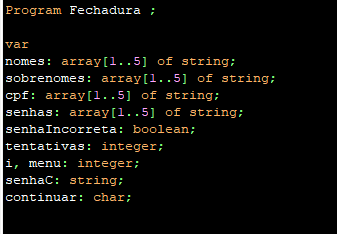 Program Fechadura ;
var
nomes: array[1..5] of string;
sobrenomes: array[1..5] of string;
cpf: array[1..5] of string;
senhas: array[1..5] of string;
senhaIncorreta: boolean;
tentativas: integer;
i, menu: integer;
senhaC: string;
continuar: char;